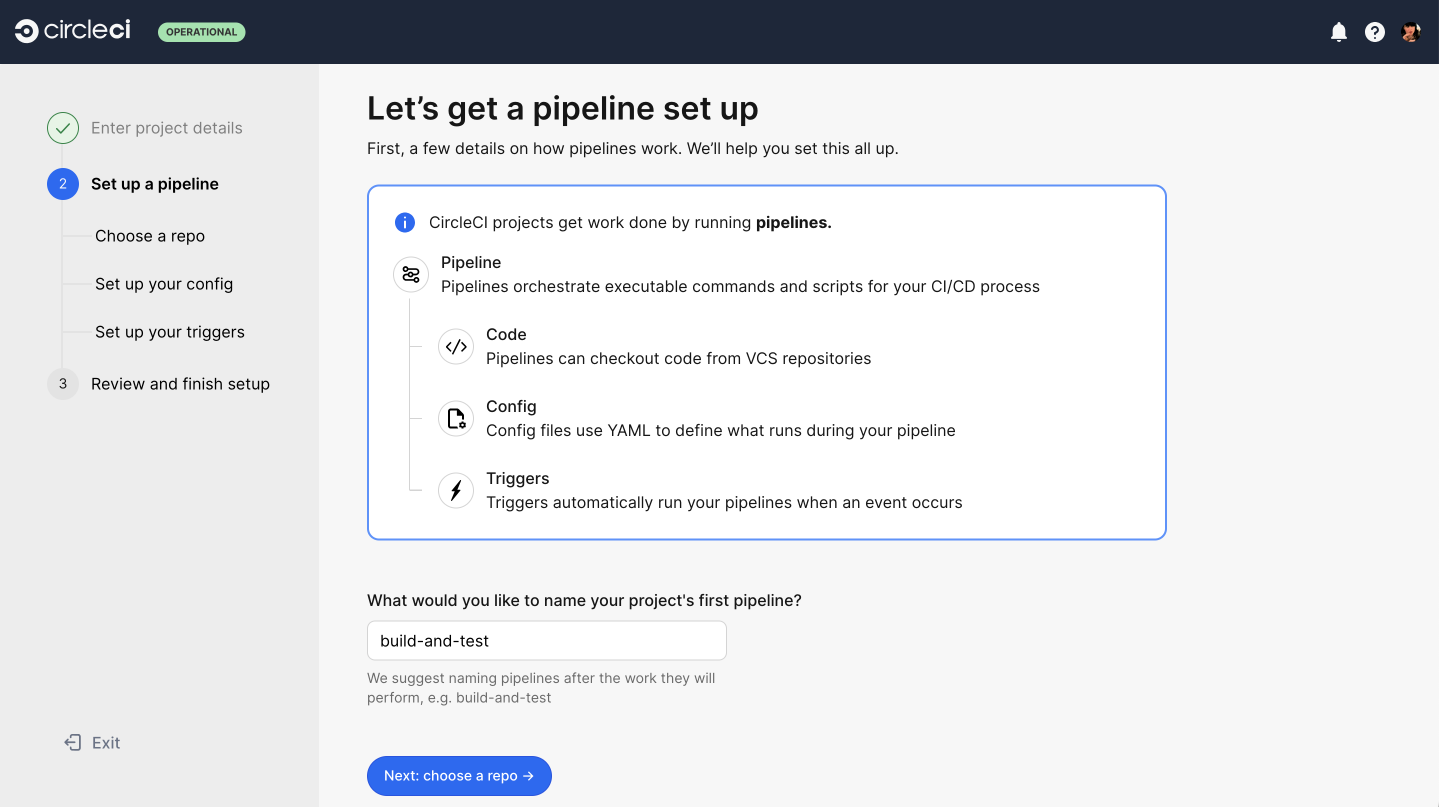 circleci
OPERATIONAL
Enter project details
2
Set up a pipeline
Choose a repo
Set up your config
Set up your triggers
3
Review and finish setup
Exit
Let’s get a pipeline set up
First, a few details on how pipelines work. We’ll help you set this all up.
CircleCI projects get work done by running pipelines.
Pipeline
Pipelines orchestrate executable commands and scripts for your CI/CD process
Code
Pipelines can checkout code from VCS repositories
Config
Config files use YAML to define what runs during your pipeline
Triggers
Triggers automatically run your pipelines when an event occurs
What would you like to name your project's first pipeline?
build-and-test
We suggest naming pipelines after the work they will
perform, e.g. build-and-test
Next: choose a repo →